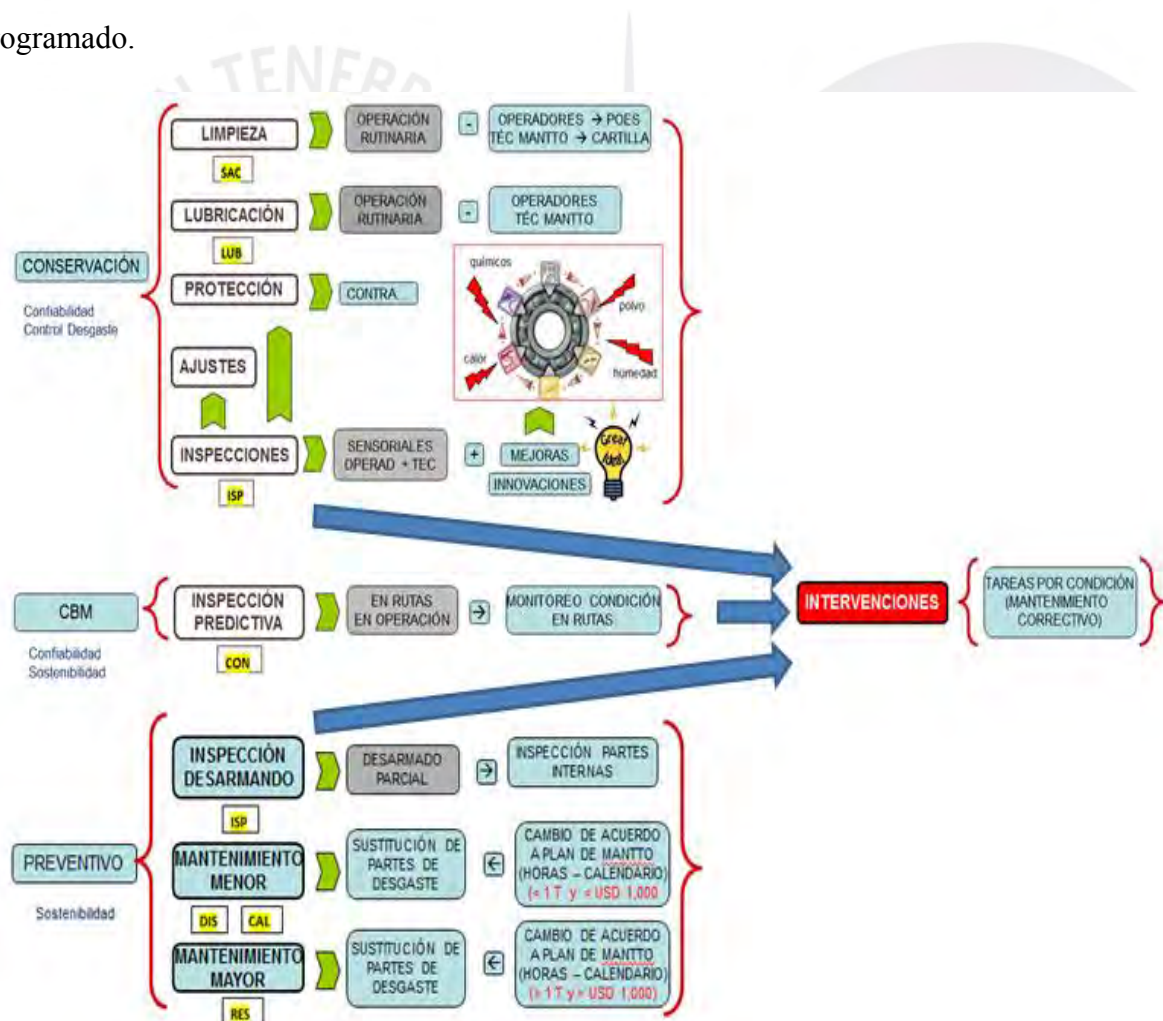 ogramado.
TENEBR
LIMPIEZA
SAC
OPERACIÓN
RUTINARIA
-
OPERADORES → POES
TÉC MANTTO → CARTILLA
LUBRICACIÓN
LUB
OPERACIÓN
RUTINARIA
-
OPERADORES
TÉC MANTTO
CONSERVACIÓN
Confiabilidad
Control Desgaste
PROTECCIÓN
CONTRA...
químicos
polvo
calor
humedad
AJUSTES
INSPECCIONES
ISP
SENSORIALES
OPERAD + TEC
+
MEJORAS
INNOVACIONES
Great
Idea
CBM
Confiabilidad
Sostenibilidad
INSPECCIÓN
PREDICTIVA
CON
EN RUTAS
EN OPERACIÓN
→
MONITOREO CONDICIÓN
EN RUTAS
INTERVENCIONES
TAREAS POR CONDICIÓN
(MANTENIMIENTO
CORRECTIVO)
PREVENTIVO
Sostenibilidad
INSPECCIÓN
DESARMANDO
ISP
DESARMADO
PARCIAL
→
INSPECCIÓN PARTES
INTERNAS
MANTENIMIENTO
MENOR
DIS
CAL
SUSTITUCIÓN DE
PARTES DE
DESGASTE
←
CAMBIO DE ACUERDO
A PLAN DE MANTTO
(HORAS – CALENDARIO)
(< 1 T y < USD 1,000
MANTENIMIENTO
MAYOR
RES
SUSTITUCIÓN DE
PARTES DE
DESGASTE
←
CAMBIO DE ACUERDO
A PLAN DE MANTTO
(HORAS – CALENDARIO)
(> 1 T y > USD 1,000)